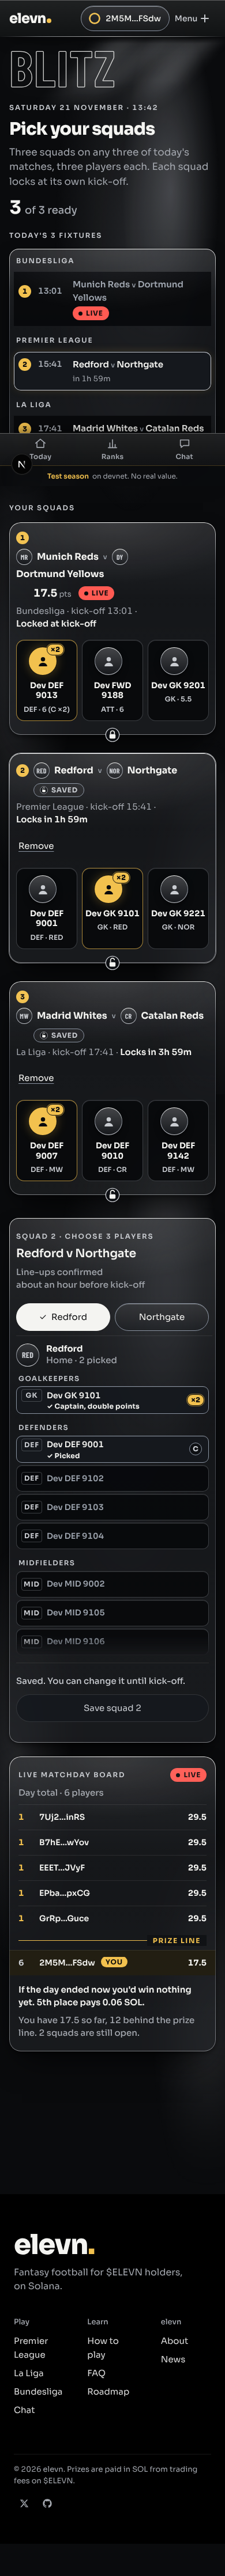 elevn.
2M5M...FSdw
Menu
BLITZ
SATURDAY 21 NOVEMBER · 13:42
Pick your squads
Three squads on any three of today's
matches, three players each. Each squad
locks at its own kick-off.
3 of 3 ready
TODAY'S 3 FIXTURES
BUNDESLIGA
1 13:01 Munich Reds v Dortmund
Yellows
LIVE
PREMIER LEAGUE
2 15:41 Redford v Northgate
in 1h 59m
LA LIGA
3 17:41 Madrid Whites v Catalan Reds
Today
Ranks
Chat
N
Test season on devnet. No real value.
YOUR SQUADS
1
MR Munich Reds v DY
Dortmund Yellows
17.5 pts LIVE
Bundesliga · kick-off 13:01 ·
Locked at kick-off
×2
Dev DEF
9013
DEF · 6 (C ×2)
Dev FWD
9188
ATT · 6
Dev GK 9201
GK · 5.5
2 RED Redford v NOR Northgate
SAVED
Premier League · kick-off 15:41 ·
Locks in 1h 59m
Remove
Dev DEF
9001
DEF · RED
×2
Dev GK 9101
GK · RED
Dev GK 9221
GK · NOR
3
MW Madrid Whites v CR Catalan Reds
SAVED
La Liga · kick-off 17:41 · Locks in 3h 59m
Remove
×2
Dev DEF
9007
DEF · MW
Dev DEF
9010
DEF · CR
Dev DEF
9142
DEF · MW
SQUAD 2 · CHOOSE 3 PLAYERS
Redford v Northgate
Line-ups confirmed
about an hour before kick-off
✓ Redford
Northgate
RED Redford
Home · 2 picked
GOALKEEPERS
GK Dev GK 9101 ×2
✓ Captain, double points
DEFENDERS
DEF Dev DEF 9001 C
✓ Picked
DEF Dev DEF 9102
DEF Dev DEF 9103
DEF Dev DEF 9104
MIDFIELDERS
MID Dev MID 9002
MID Dev MID 9105
MID Dev MID 9106
Saved. You can change it until kick-off.
Save squad 2
LIVE MATCHDAY BOARD LIVE
Day total · 6 players
1 7Uj2...inRS 29.5
1 B7hE...wYov 29.5
1 EEET...JVyF 29.5
1 EPba...pxCG 29.5
1 GrRp...Guce 29.5
PRIZE LINE
6 2M5M...FSdw YOU 17.5
If the day ended now you'd win nothing
yet. 5th place pays 0.06 SOL.
You have 17.5 so far, 12 behind the prize
line. 2 squads are still open.
elevn.
Fantasy football for $ELEVN holders,
on Solana.
Play
Premier
League
La Liga
Bundesliga
Chat
Learn
How to
play
FAQ
Roadmap
elevn
About
News
© 2026 elevn. Prizes are paid in SOL from trading
fees on $ELEVN.